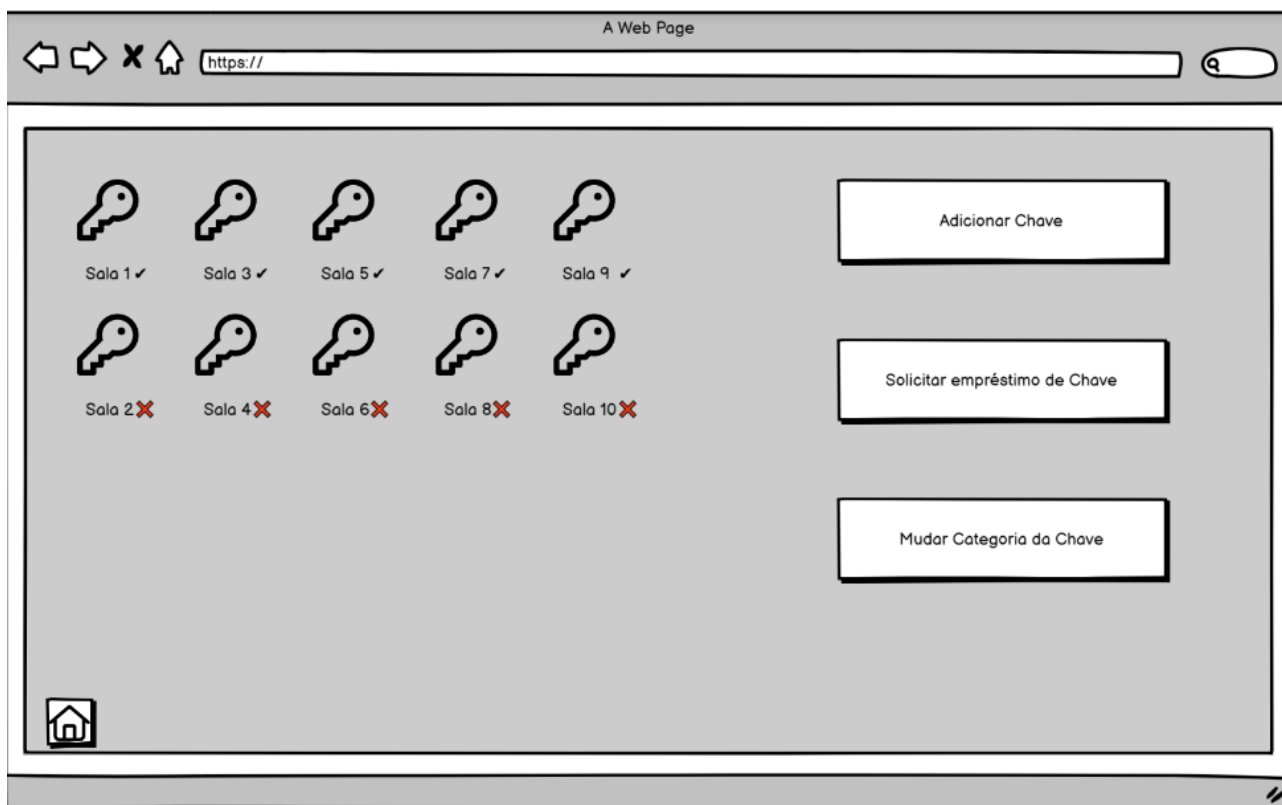 A Web Page
https://
Sala 1 ✔ Sala 3 ✔ Sala 5 ✔ Sala 7 ✔ Sala 9 ✔
Sala 2 ❌ Sala 4 ❌ Sala 6 ❌ Sala 8 ❌ Sala 10 ❌
Adicionar Chave
Solicitar empréstimo de Chave
Mudar Categoria da Chave